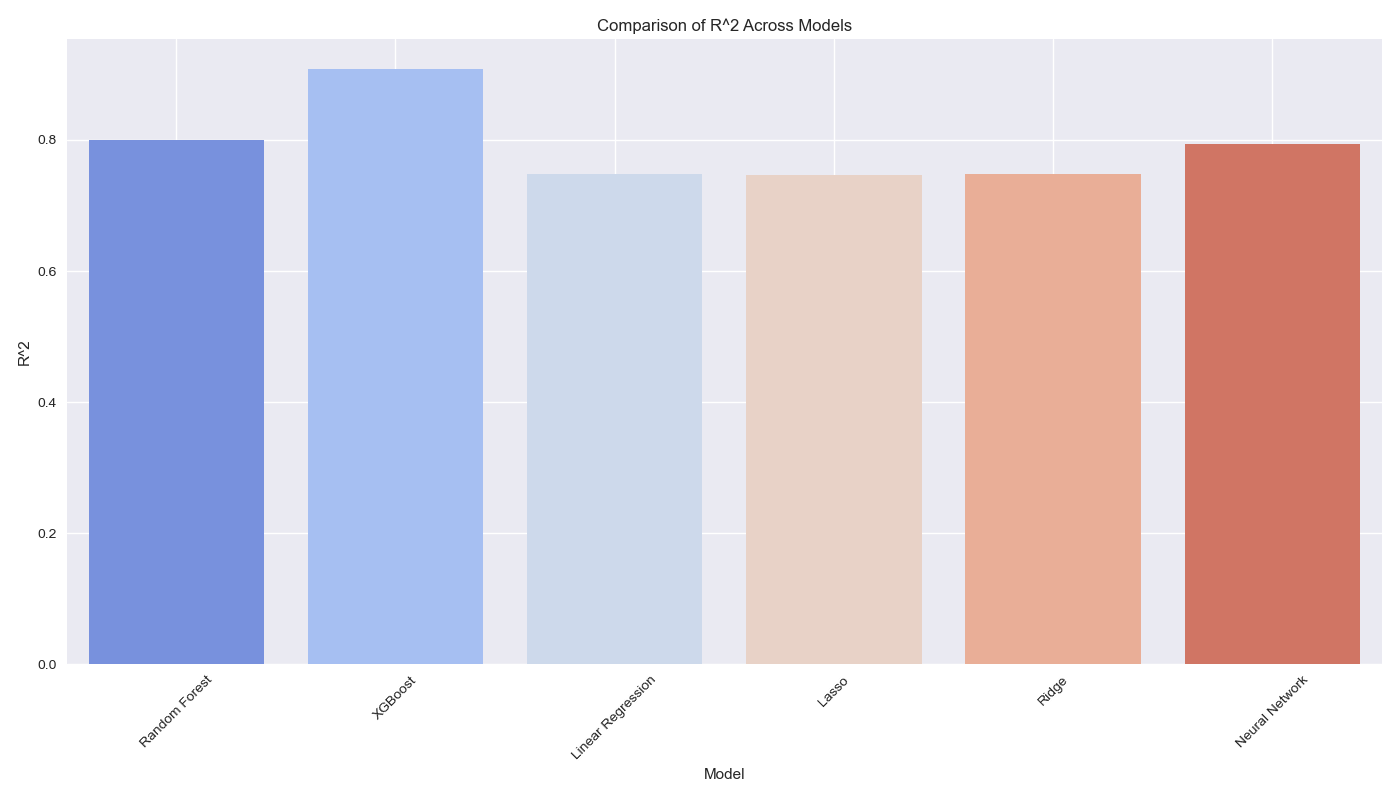 Comparison of R^2 Across Models
R^2
0.8
0.6
0.4
0.2
0.0
Random Forest
XGBoost
Linear Regression
Lasso
Ridge
Neural Network
Model